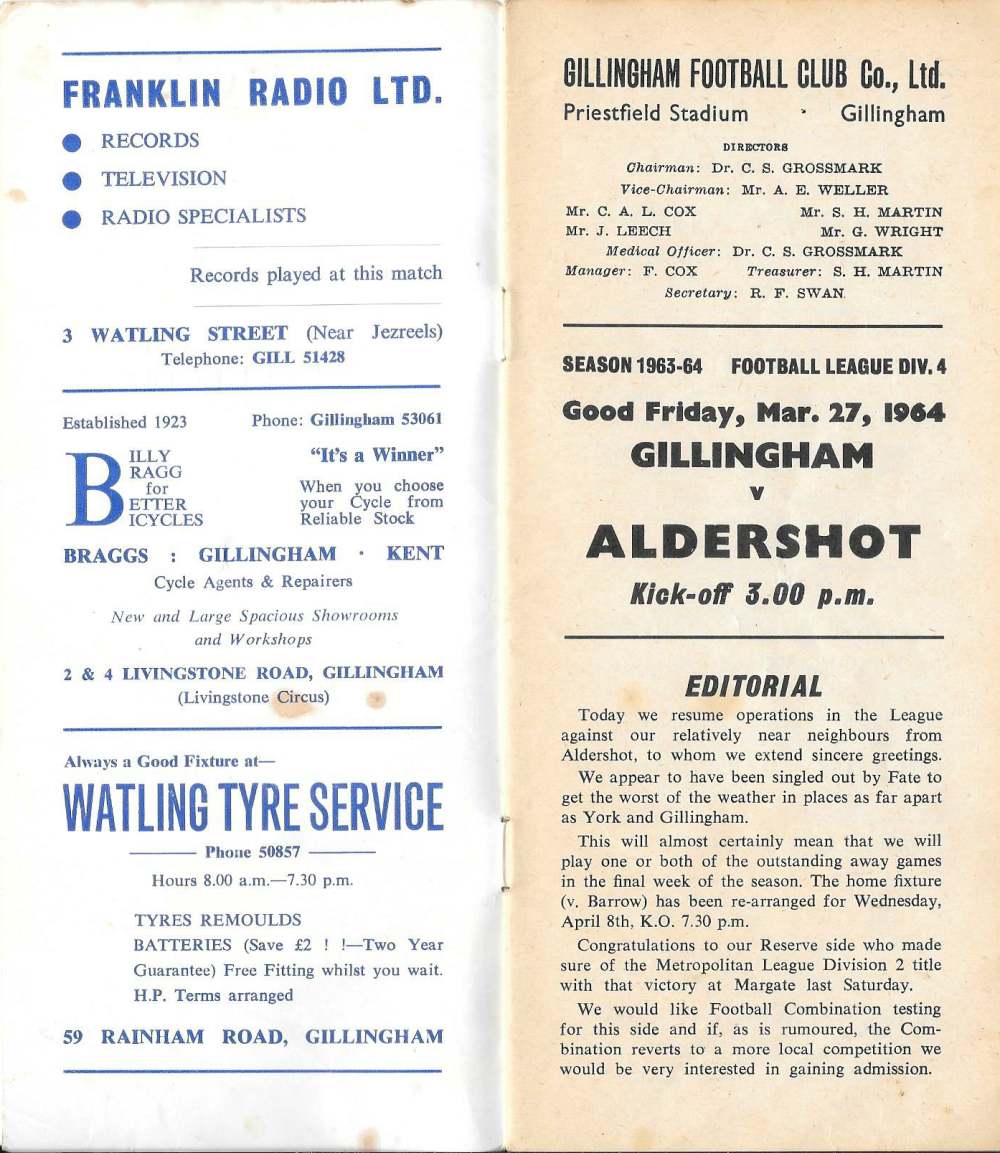 FRANKLIN RADIO LTD.
● RECORDS
● TELEVISION
● RADIO SPECIALISTS
Records played at this match
3 WATLING STREET (Near Jezreels)
Telephone: GILL 51428
Established 1923 Phone: Gillingham 53061
BILLY
BRAGG
for
BETTER
BICYCLES
“It's a Winner”
When you choose
your Cycle from
Reliable Stock
BRAGGS : GILLINGHAM · KENT
Cycle Agents & Repairers
New and Large Spacious Showrooms
and Workshops
2 & 4 LIVINGSTONE ROAD, GILLINGHAM
(Livingstone Circus)
Always a Good Fixture at—
WATLING TYRE SERVICE
Phone 50857
Hours 8.00 a.m.—7.30 p.m.
TYRES REMOULDS
BATTERIES (Save £2 ! !—Two Year
Guarantee) Free Fitting whilst you wait.
H.P. Terms arranged
59 RAINHAM ROAD, GILLINGHAM
GILLINGHAM FOOTBALL CLUB Co., Ltd.
Priestfield Stadium · Gillingham
DIRECTORS
Chairman: Dr. C. S. GROSSMARK
Vice-Chairman: Mr. A. E. WELLER
Mr. C. A. L. COX Mr. S. H. MARTIN
Mr. J. LEECH Mr. G. WRIGHT
Medical Officer: Dr. C. S. GROSSMARK
Manager: F. COX Treasurer: S. H. MARTIN
Secretary: R. F. SWAN
SEASON 1963-64 FOOTBALL LEAGUE DIV. 4
Good Friday, Mar. 27, 1964
GILLINGHAM
v
ALDERSHOT
Kick-off 3.00 p.m.
EDITORIAL
Today we resume operations in the League
against our relatively near neighbours from
Aldershot, to whom we extend sincere greetings.
We appear to have been singled out by Fate to
get the worst of the weather in places as far apart
as York and Gillingham.
This will almost certainly mean that we will
play one or both of the outstanding away games
in the final week of the season. The home fixture
(v. Barrow) has been re-arranged for Wednesday,
April 8th, K.O. 7.30 p.m.
Congratulations to our Reserve side who made
sure of the Metropolitan League Division 2 title
with that victory at Margate last Saturday.
We would like Football Combination testing
for this side and if, as is rumoured, the Com-
bination reverts to a more local competition we
would be very interested in gaining admission.